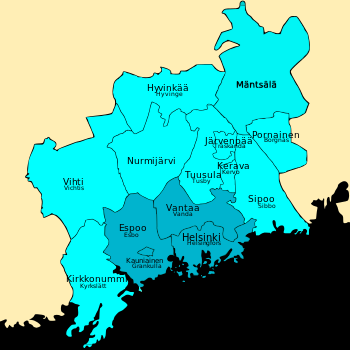 Mäntsälä
Hyvinkää
Hyvinge
Pornainen
Borgnäs
Järvenpää
Träskända
Nurmijärvi
Kerava
Kervo
Tuusula
Tusby
Vihti
Vichtis
Sipoo
Sibbo
Vantaa
Vanda
Espoo
Esbo
Helsinki
Helsingfors
Kauniainen
Grankulla
Kirkkonummi
Kyrkslätt